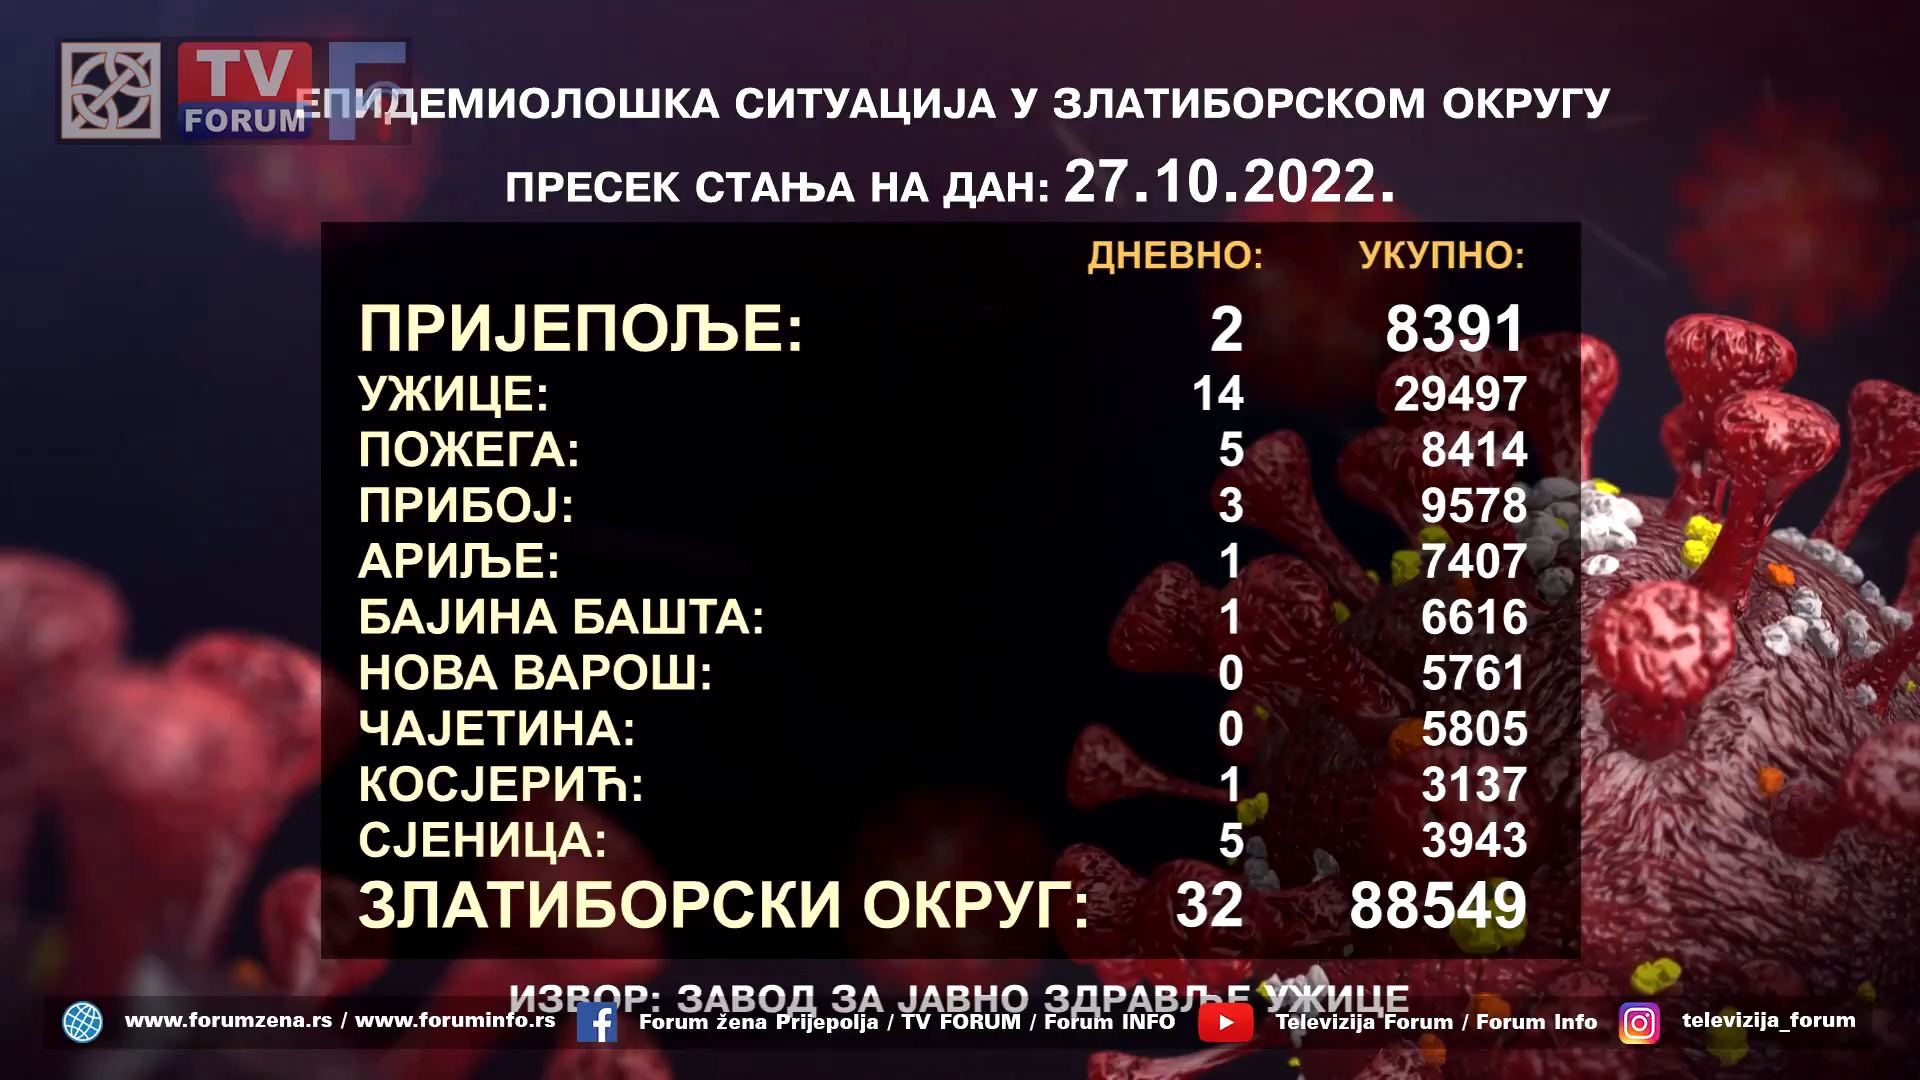 TV
FORUM
ЕПИДЕМИОЛОШКА СИТУАЦИЈА У ЗЛАТИБОРСКОМ ОКРУГУ
ПРЕСЕК СТАЊА НА ДАН: 27.10.2022.
ДНЕВНО: УКУПНО:
ПРИЈЕПОЉЕ: 2 8391
УЖИЦЕ: 14 29497
ПОЖЕГА: 5 8414
ПРИБОЈ: 3 9578
АРИЉЕ: 1 7407
БАЈИНА БАШТА: 1 6616
НОВА ВАРОШ: 0 5761
ЧАЈЕТИНА: 0 5805
КОСЈЕРИЋ: 1 3137
СЈЕНИЦА: 5 3943
ЗЛАТИБОРСКИ ОКРУГ: 32 88549
ИЗВОР: ЗАВОД ЗА ЈАВНО ЗДРАВЉЕ УЖИЦЕ
www.forumzena.rs / www.foruminfo.rs Forum žena Prijepolja / TV FORUM / Forum INFO Televizija Forum / Forum Info televizija_forum